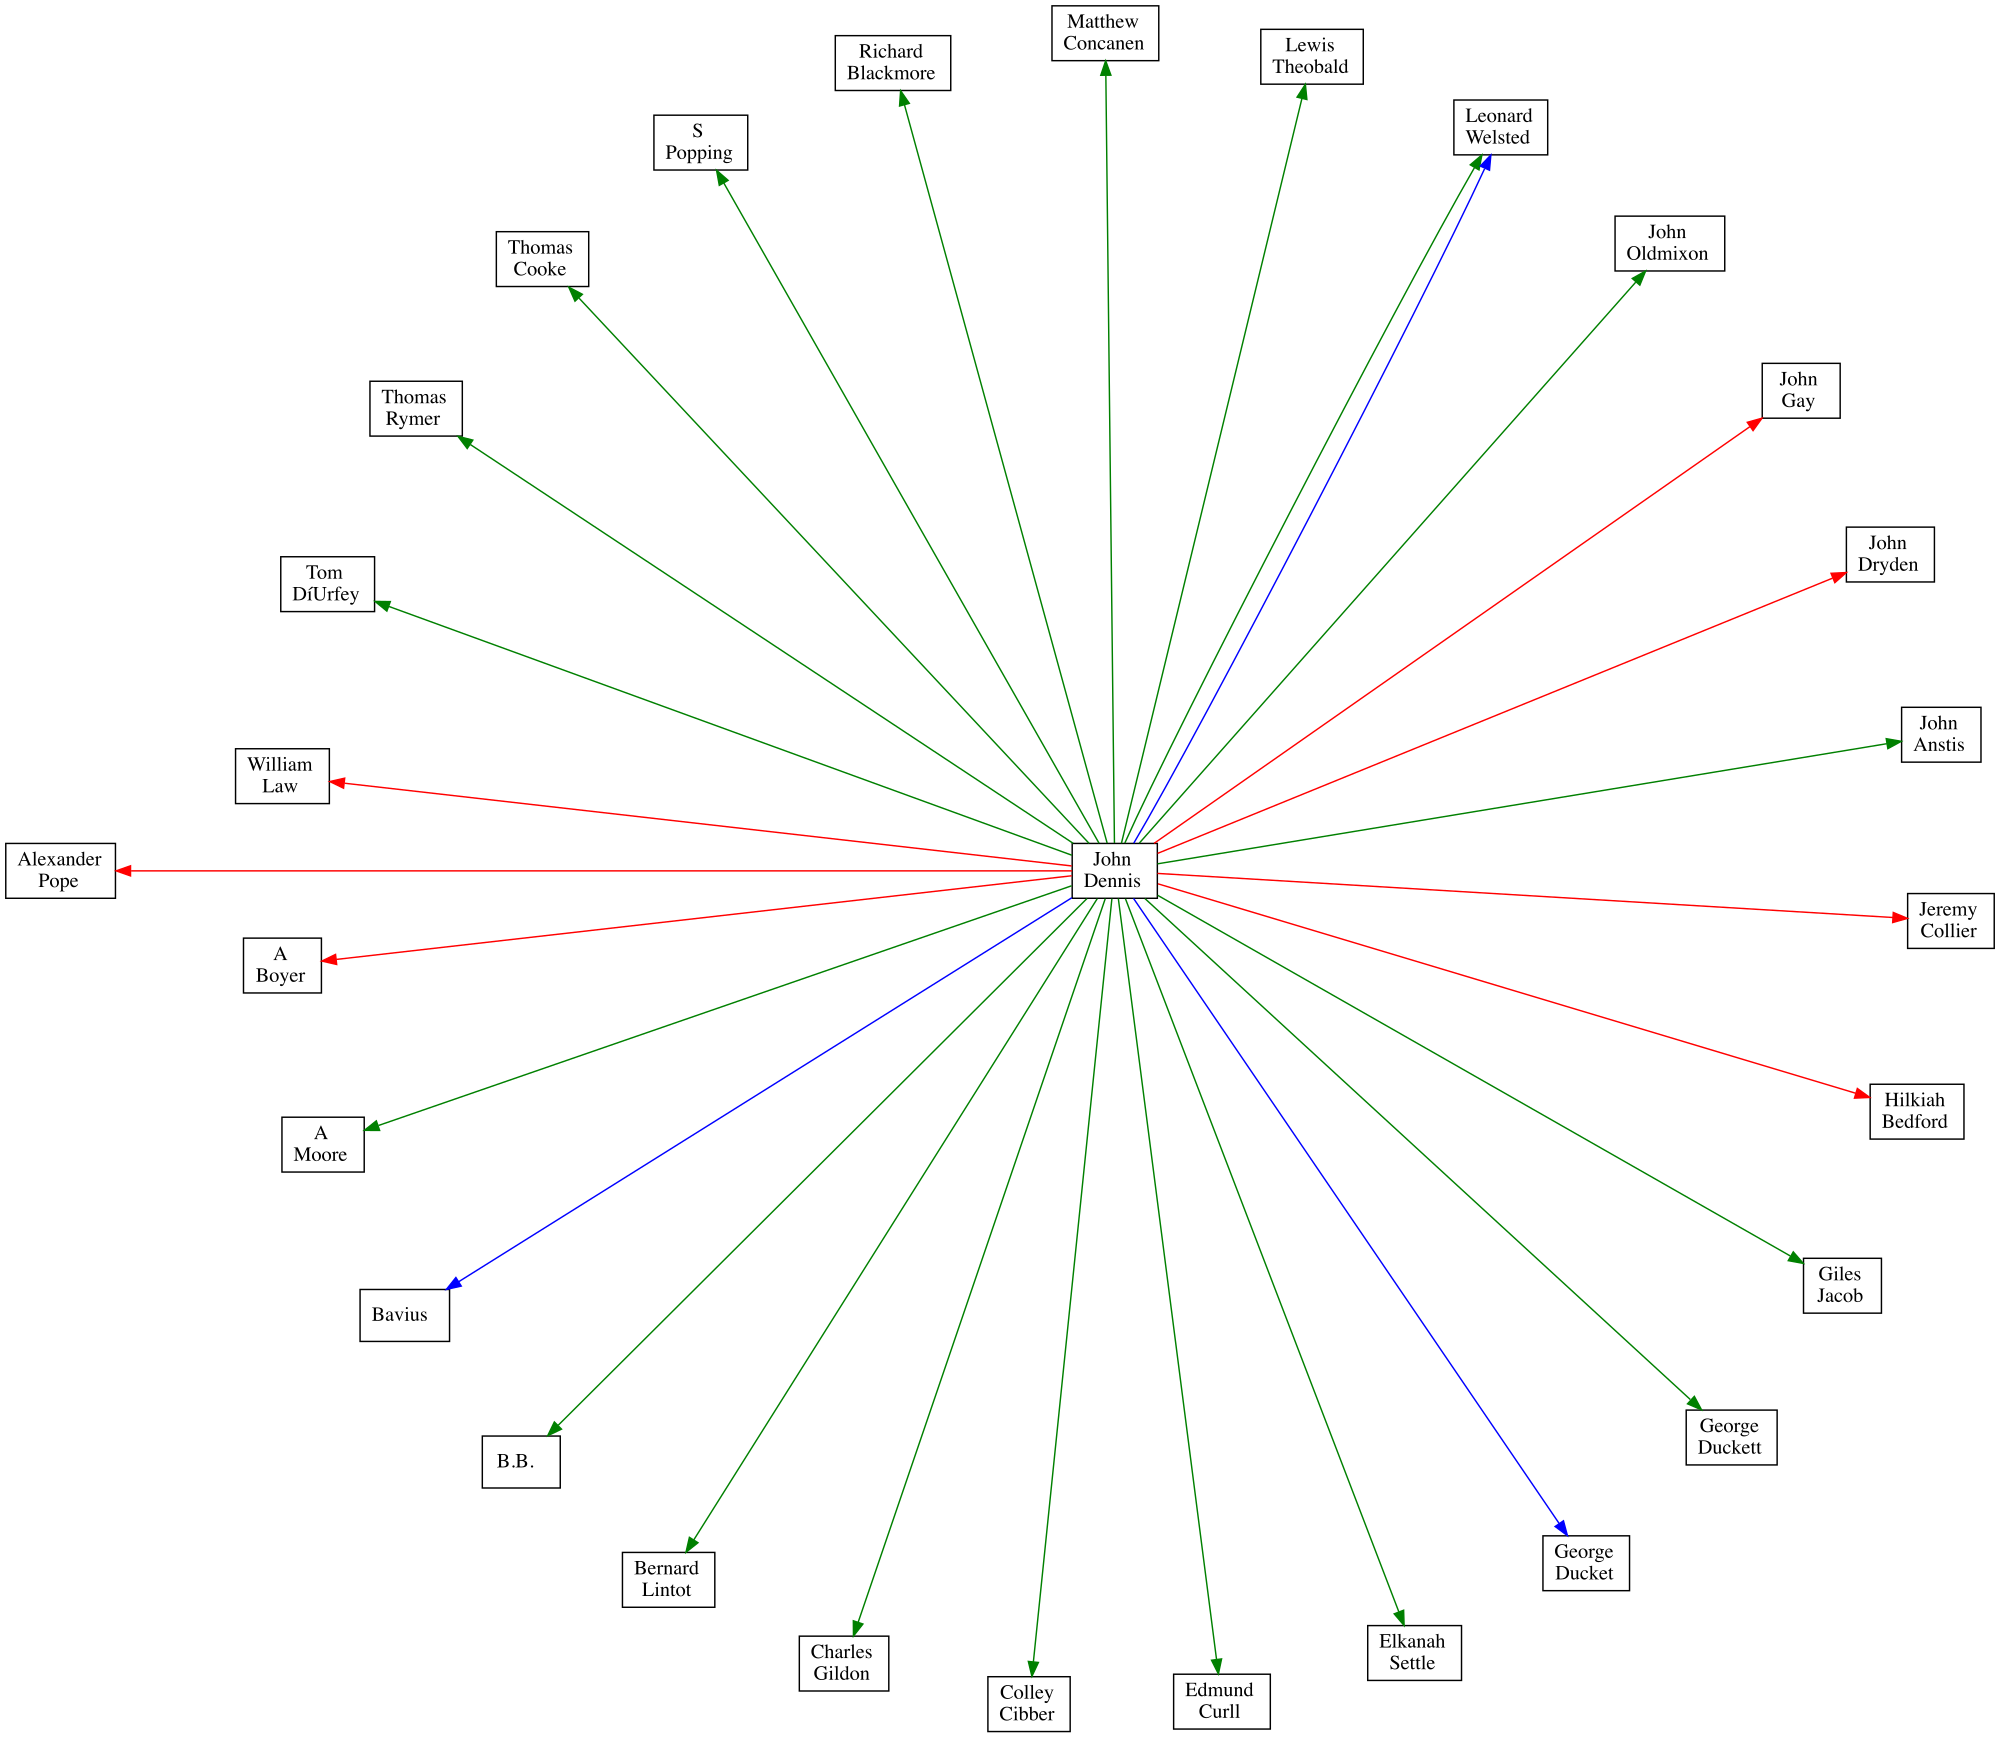 Matthew
Concanen
Lewis
Theobald
Richard
Blackmore
Leonard
Welsted
S
Popping
John
Oldmixon
Thomas
Cooke
John
Gay
Thomas
Rymer
John
Dryden
Tom
DíUrfey
John
Anstis
William
Law
Alexander
Pope
John
Dennis
Jeremy
Collier
A
Boyer
Hilkiah
Bedford
A
Moore
Giles
Jacob
Bavius
George
Duckett
B.B.
George
Ducket
Bernard
Lintot
Elkanah
Settle
Charles
Gildon
Edmund
Curll
Colley
Cibber